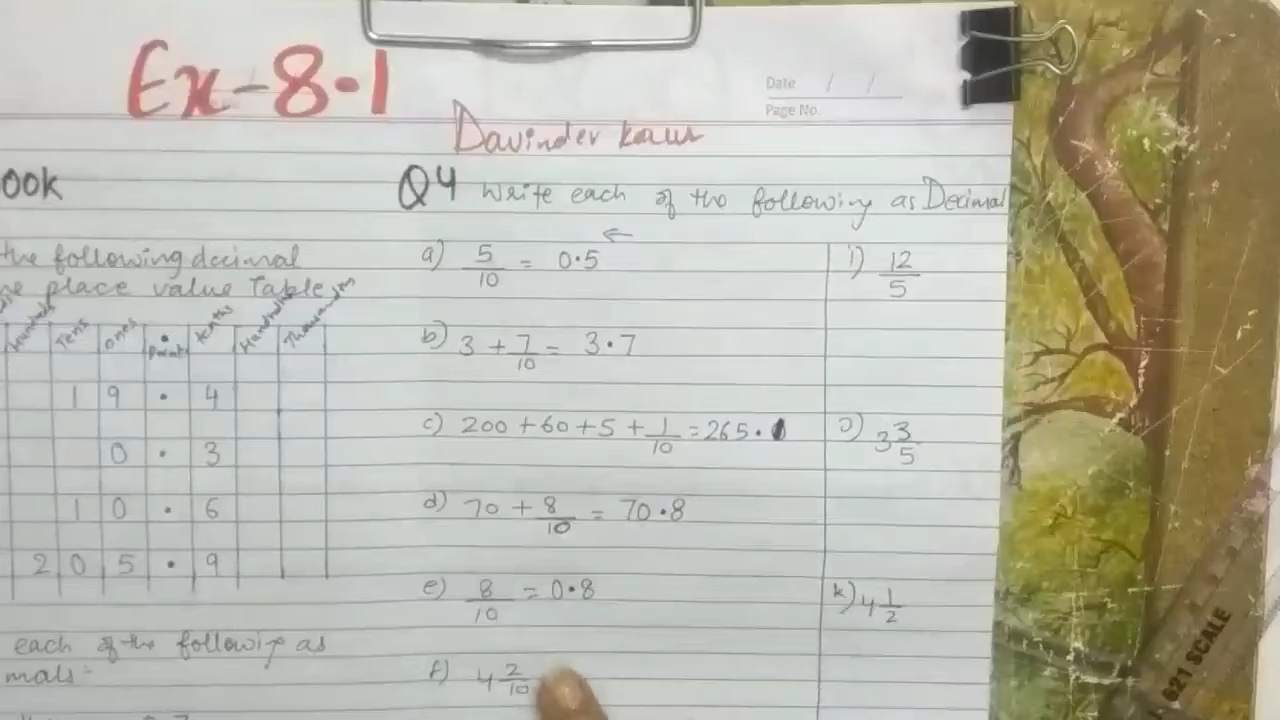 Ex-8.1
Date / /
Page No.
Davinder kaur
ook
Q4 Write each of the following as Decimal
the following decimal
place value Table
Hundreds Tens ones Point tenths
1 9 . 4
0 . 3
1 0 . 6
2 0 5 . 9
each of the following as
mals:-
a) 5/10 = 0.5
b) 3 + 7/10 = 3.7
c) 200 + 60 + 5 + 1/10 = 265.1
d) 70 + 8/10 = 70.8
e) 8/10 = 0.8
f) 4 2/10
i) 12/5
j) 3 3/5
k) 4 1/2
621 SCALE